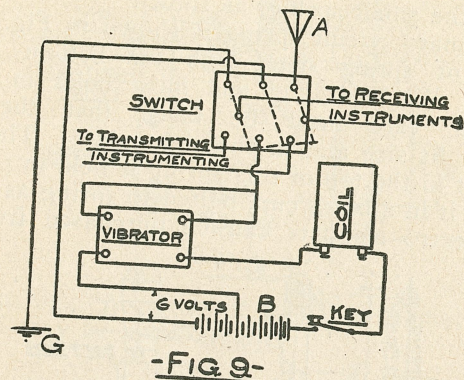 A
SWITCH
TO RECEIVING
INSTRUMENTS
TO TRANSMITTING
INSTRUMENTING
VIBRATOR
COIL
6 VOLTS
B
KEY
G
-FIG 9-